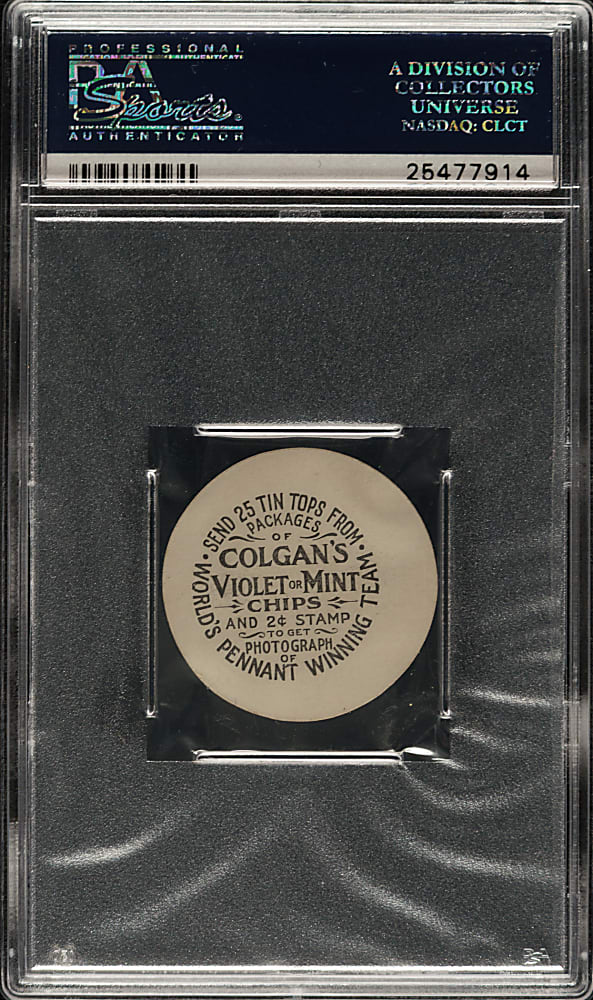 PROFESSIONAL
PSA
Sports
AUTHENTICATOR
A DIVISION OF
COLLECTORS
UNIVERSE
NASDAQ: CLCT
25477914
SEND 25 TIN TOPS FROM
PACKAGES
OF
COLGAN'S
VIOLET OR MINT
CHIPS
AND 2¢ STAMP
TO GET
PHOTOGRAPH
OF
WORLD'S PENNANT WINNING TEAM